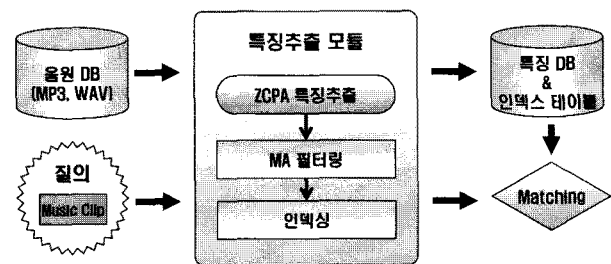 음원 DB
(MP3, WAV)
질의
Music Clip
특징추출 모듈
ZCPA 특징추출
MA 필터링
인덱싱
특징 DB
&
인덱스 테이블
Matching